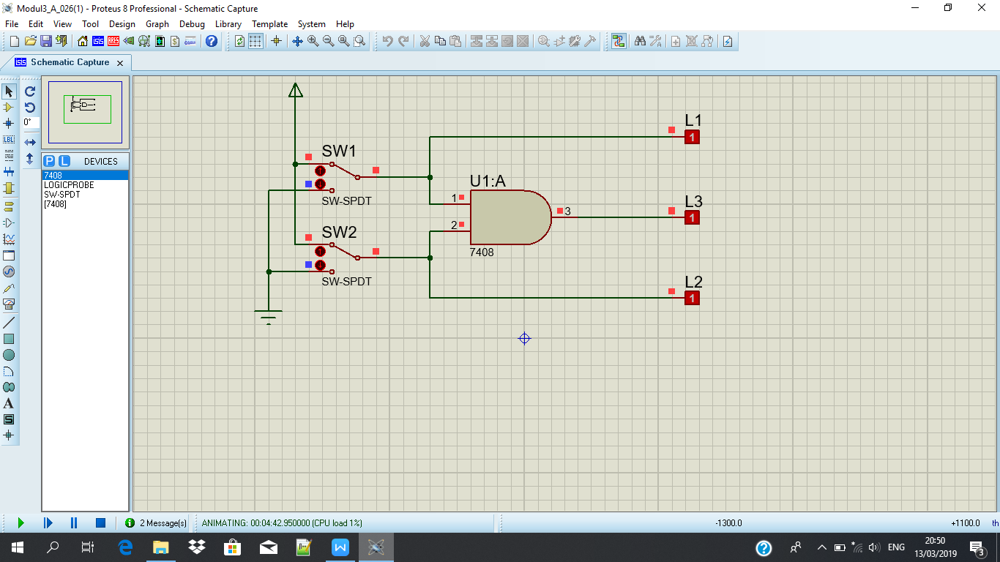 Modul3_A_026(1) - Proteus 8 Professional - Schematic Capture
File Edit View Tool Design Graph Debug Library Template System Help
Schematic Capture
0°
LBL
P L DEVICES
7408
LOGICPROBE
SW-SPDT
[7408]
A
S
SW1
SW-SPDT
SW2
SW-SPDT
U1:A
1
2
3
7408
L1
1
L3
1
L2
1
2 Message(s) ANIMATING: 00:04:42.950000 (CPU load 1%) -1300.0 +1100.0 th
ENG
20:50
13/03/2019
3